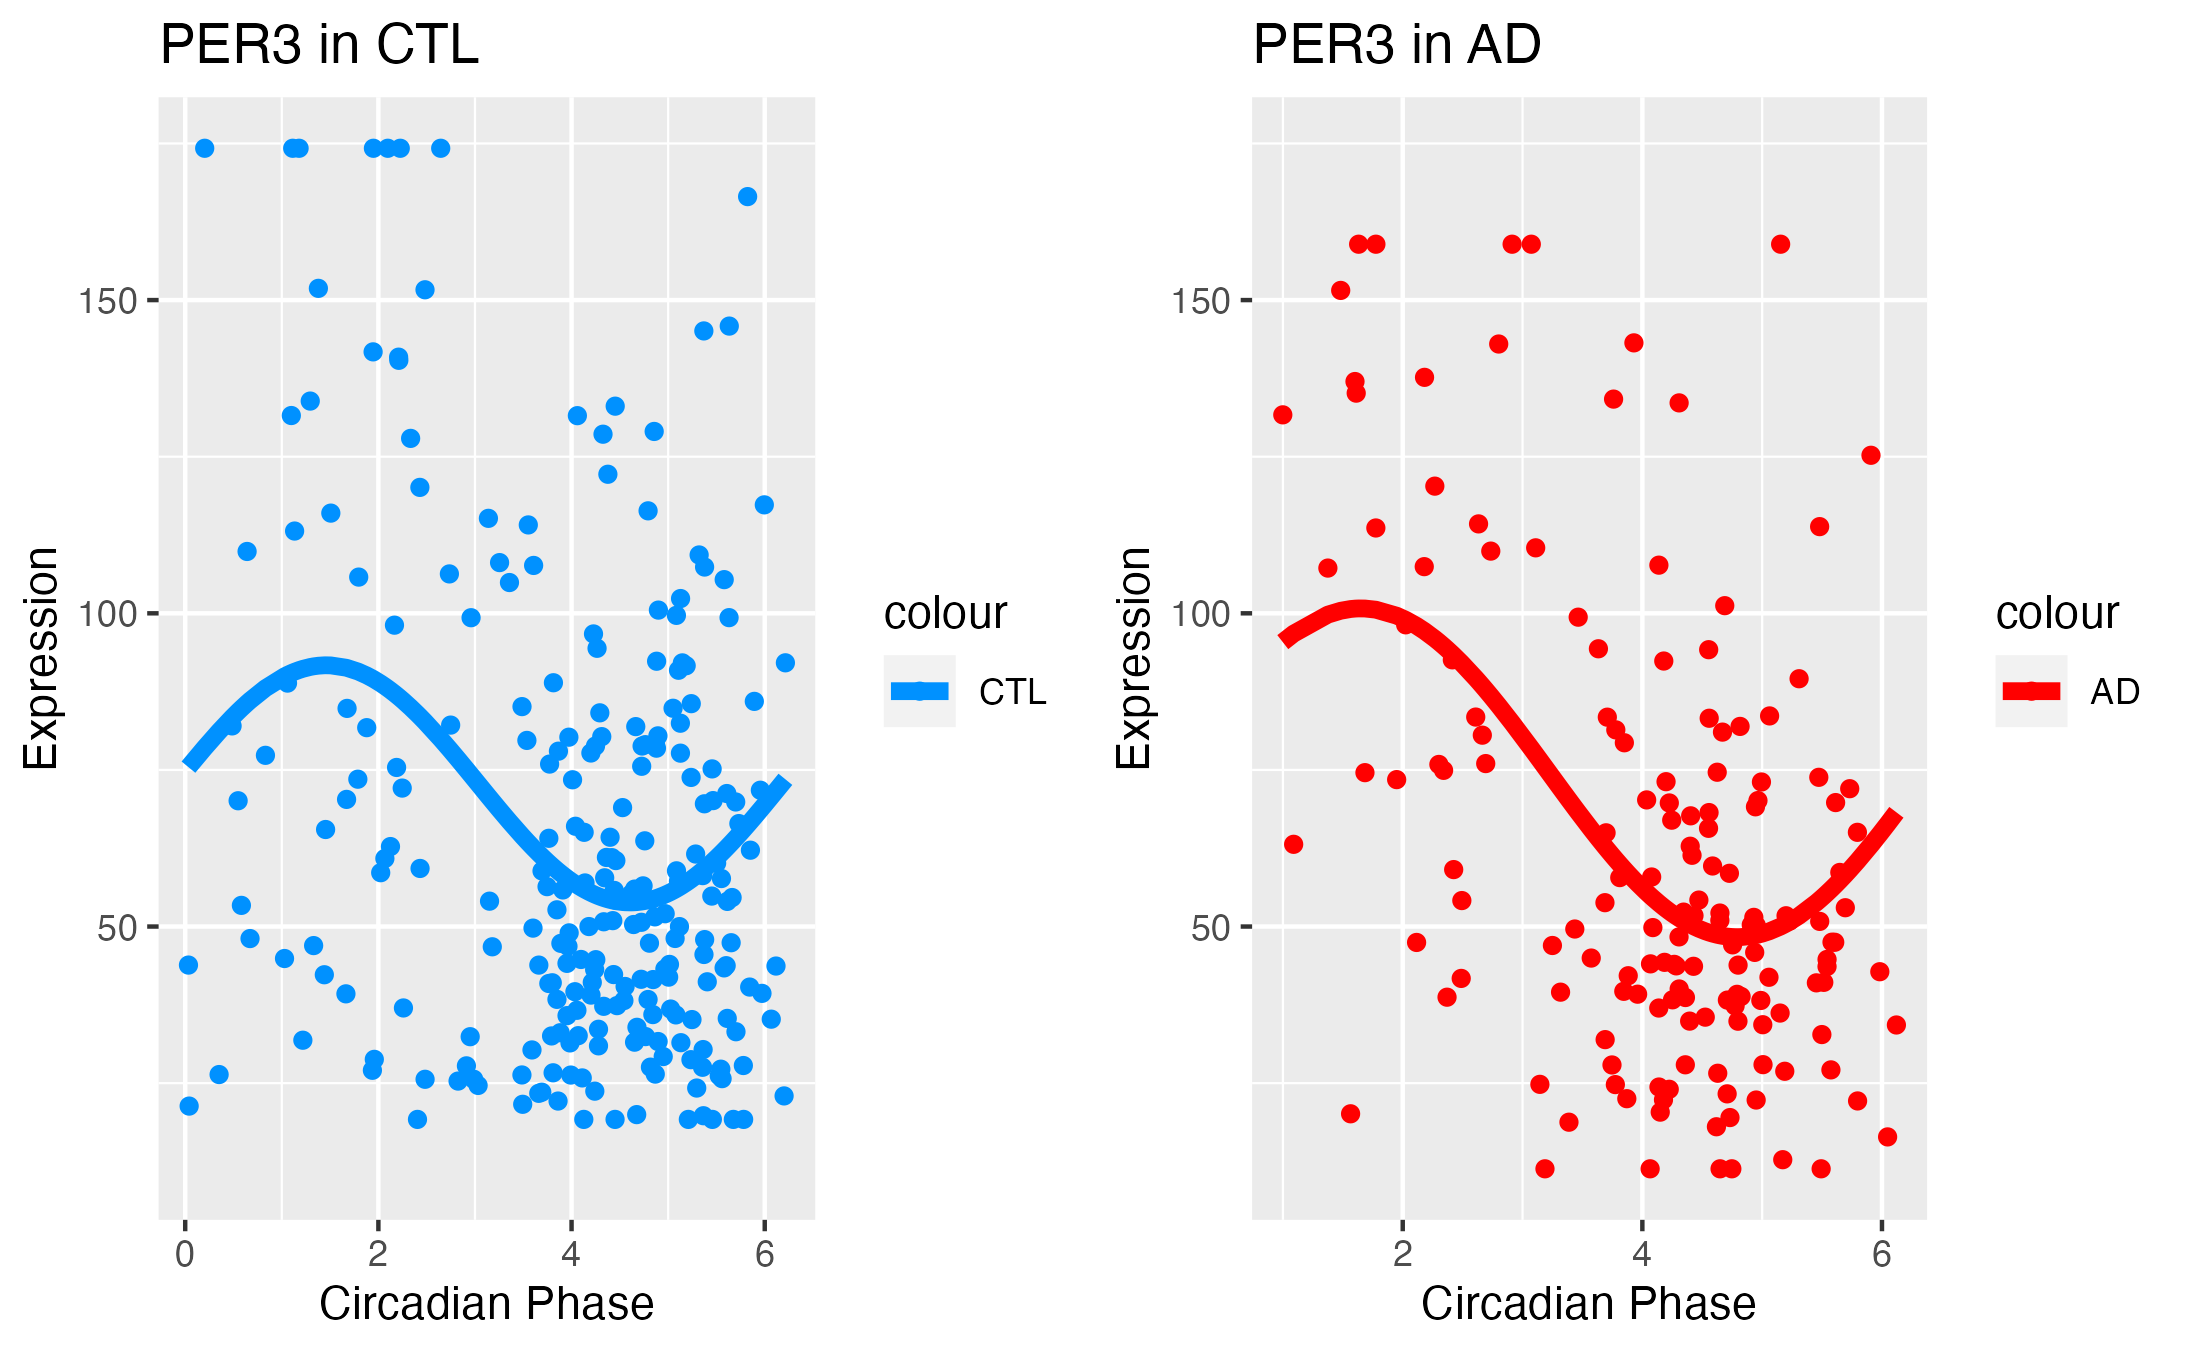 PER3 in CTL
Expression
150
100
50
0 2 4 6
Circadian Phase
colour
CTL
PER3 in AD
Expression
150
100
50
2 4 6
Circadian Phase
colour
AD